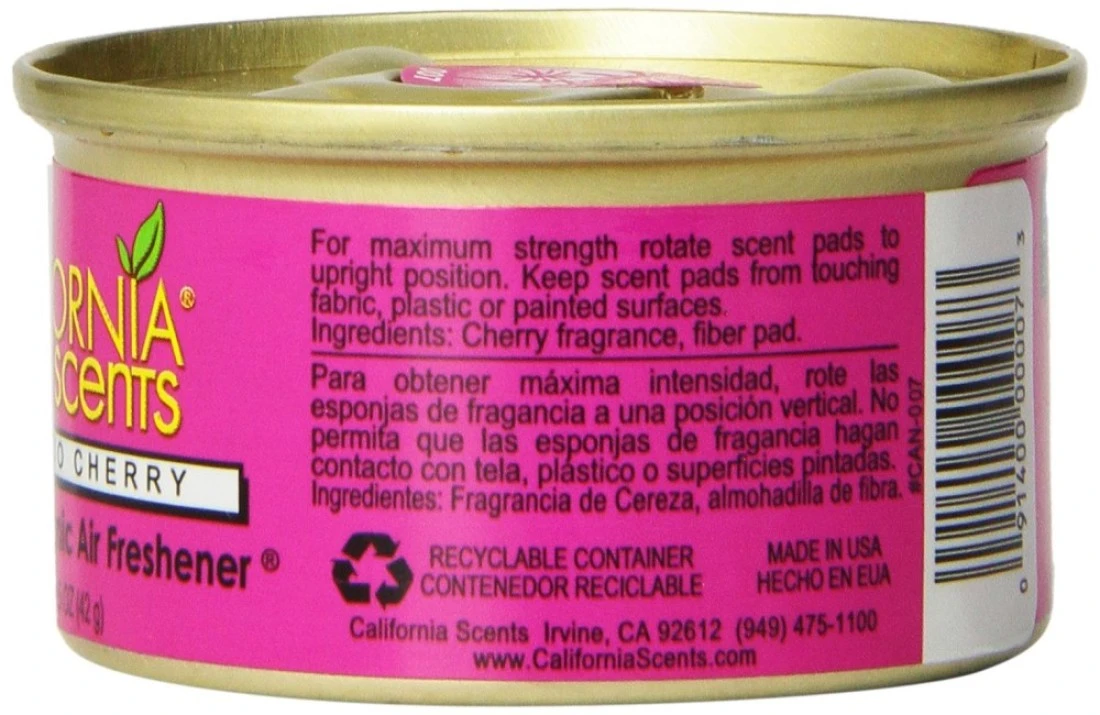 ORNIA®
scents
O CHERRY
ic Air Freshener ®
OZ (42 g)
For maximum strength rotate scent pads to
upright position. Keep scent pads from touching
fabric, plastic or painted surfaces.
Ingredients: Cherry fragrance, fiber pad.
Para obtener máxima intensidad, rote las
esponjas de fragancia a una posición vertical. No
permita que las esponjas de fragancia hagan
contacto con tela, plástico o superficies pintadas.
Ingredientes: Fragrancia de Cereza, almohadilla de fibra.
RECYCLABLE CONTAINER
CONTENEDOR RECICLABLE
MADE IN USA
HECHO EN EUA
California Scents Irvine, CA 92612 (949) 475-1100
www.CaliforniaScents.com
#CAN-007
0 91400 00007 3